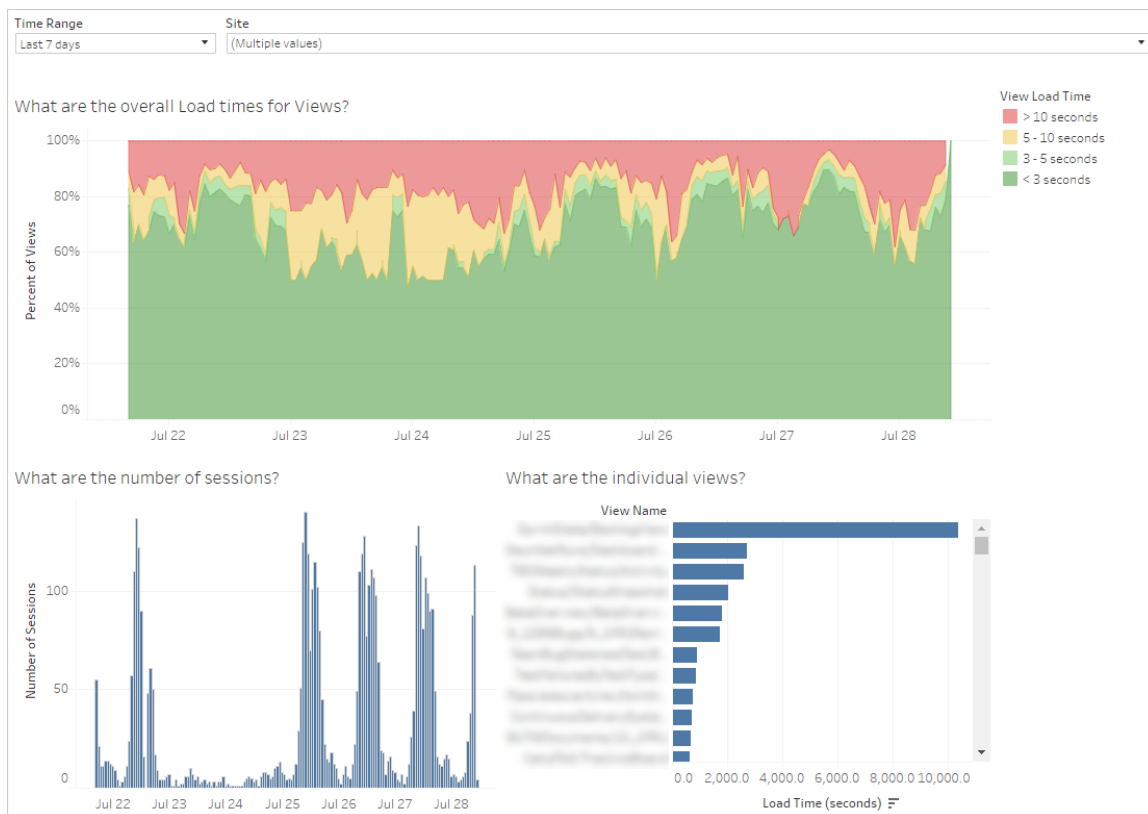 Time Range
Site
Last 7 days
(Multiple values)
What are the overall Load times for Views?
View Load Time
> 10 seconds
5 - 10 seconds
3 - 5 seconds
< 3 seconds
100%
80%
60%
40%
20%
0%
Percent of Views
Jul 22 Jul 23 Jul 24 Jul 25 Jul 26 Jul 27 Jul 28
What are the number of sessions?
100
50
0
Number of Sessions
Jul 22 Jul 23 Jul 24 Jul 25 Jul 26 Jul 27 Jul 28
What are the individual views?
View Name
0.0 2,000.0 4,000.0 6,000.0 8,000.0 10,000.0
Load Time (seconds)